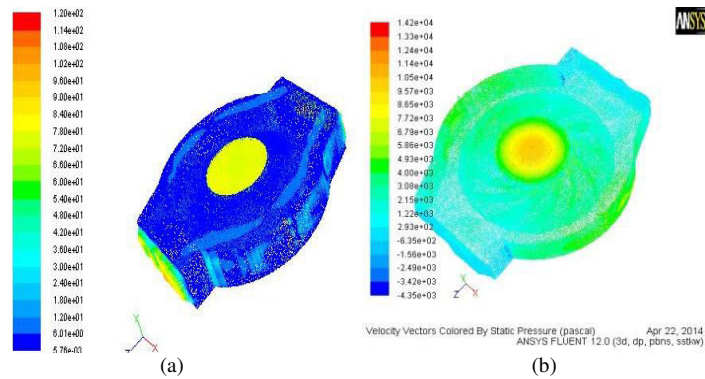 1.20e+02
1.14e+02
1.08e+02
1.02e+02
9.60e+01
9.00e+01
8.40e+01
7.80e+01
7.20e+01
6.60e+01
6.00e+01
5.40e+01
4.80e+01
4.20e+01
3.60e+01
3.00e+01
2.40e+01
1.80e+01
1.20e+01
6.01e+00
5.76e-03
Y
Z
X
(a)
ANSYS
1.42e+04
1.33e+04
1.24e+04
1.14e+04
1.05e+04
9.57e+03
8.65e+03
7.72e+03
6.79e+03
5.86e+03
4.93e+03
4.00e+03
3.08e+03
2.15e+03
1.22e+03
2.93e+02
-6.35e+02
-1.56e+03
-2.49e+03
-3.42e+03
-4.35e+03
Y
Z
X
Velocity Vectors Colored By Static Pressure (pascal)
Apr 22, 2014
ANSYS FLUENT 12.0 (3d, dp, pbns, sstkw)
(b)